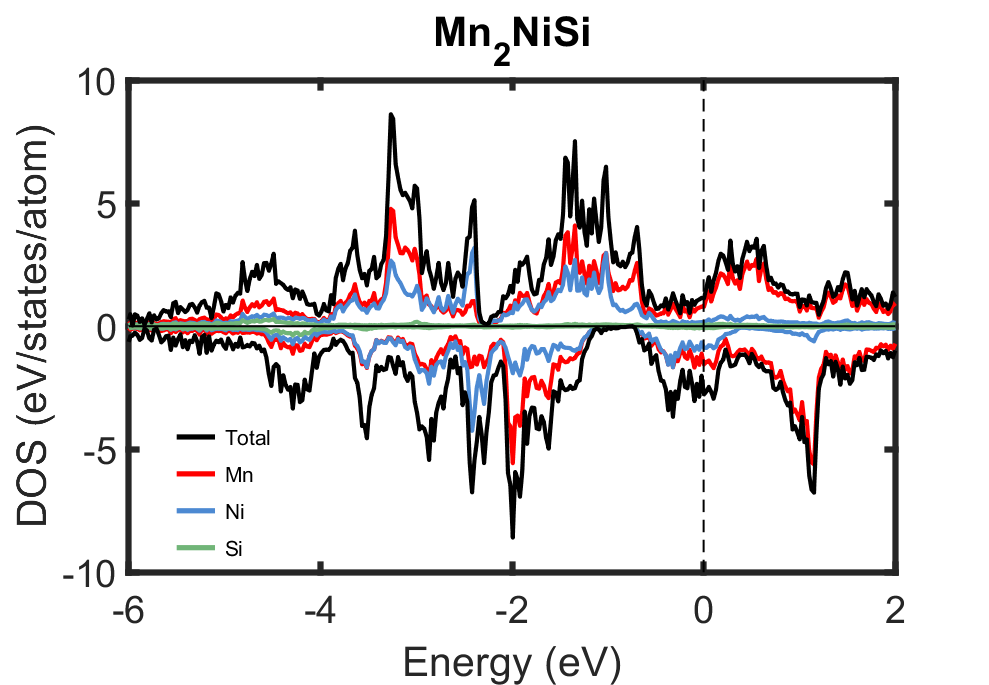 Mn₂NiSi
DOS (eV/states/atom)
10
5
0
-5
-10
Total
Mn
Ni
Si
-6 -4 -2 0 2
Energy (eV)